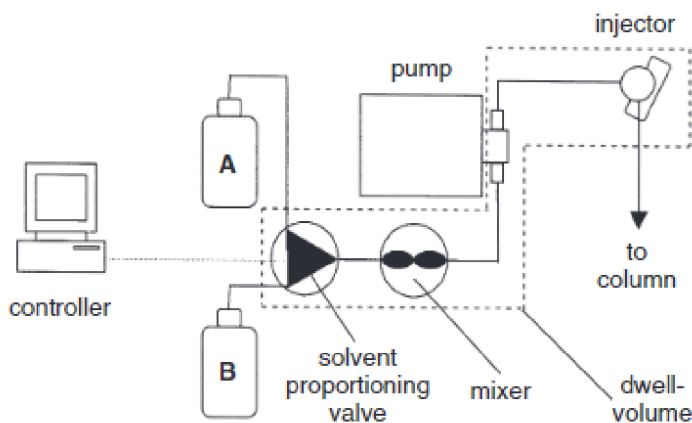 injector
pump
A
to
column
controller
B
solvent
proportioning
valve
mixer
dwell-
volume